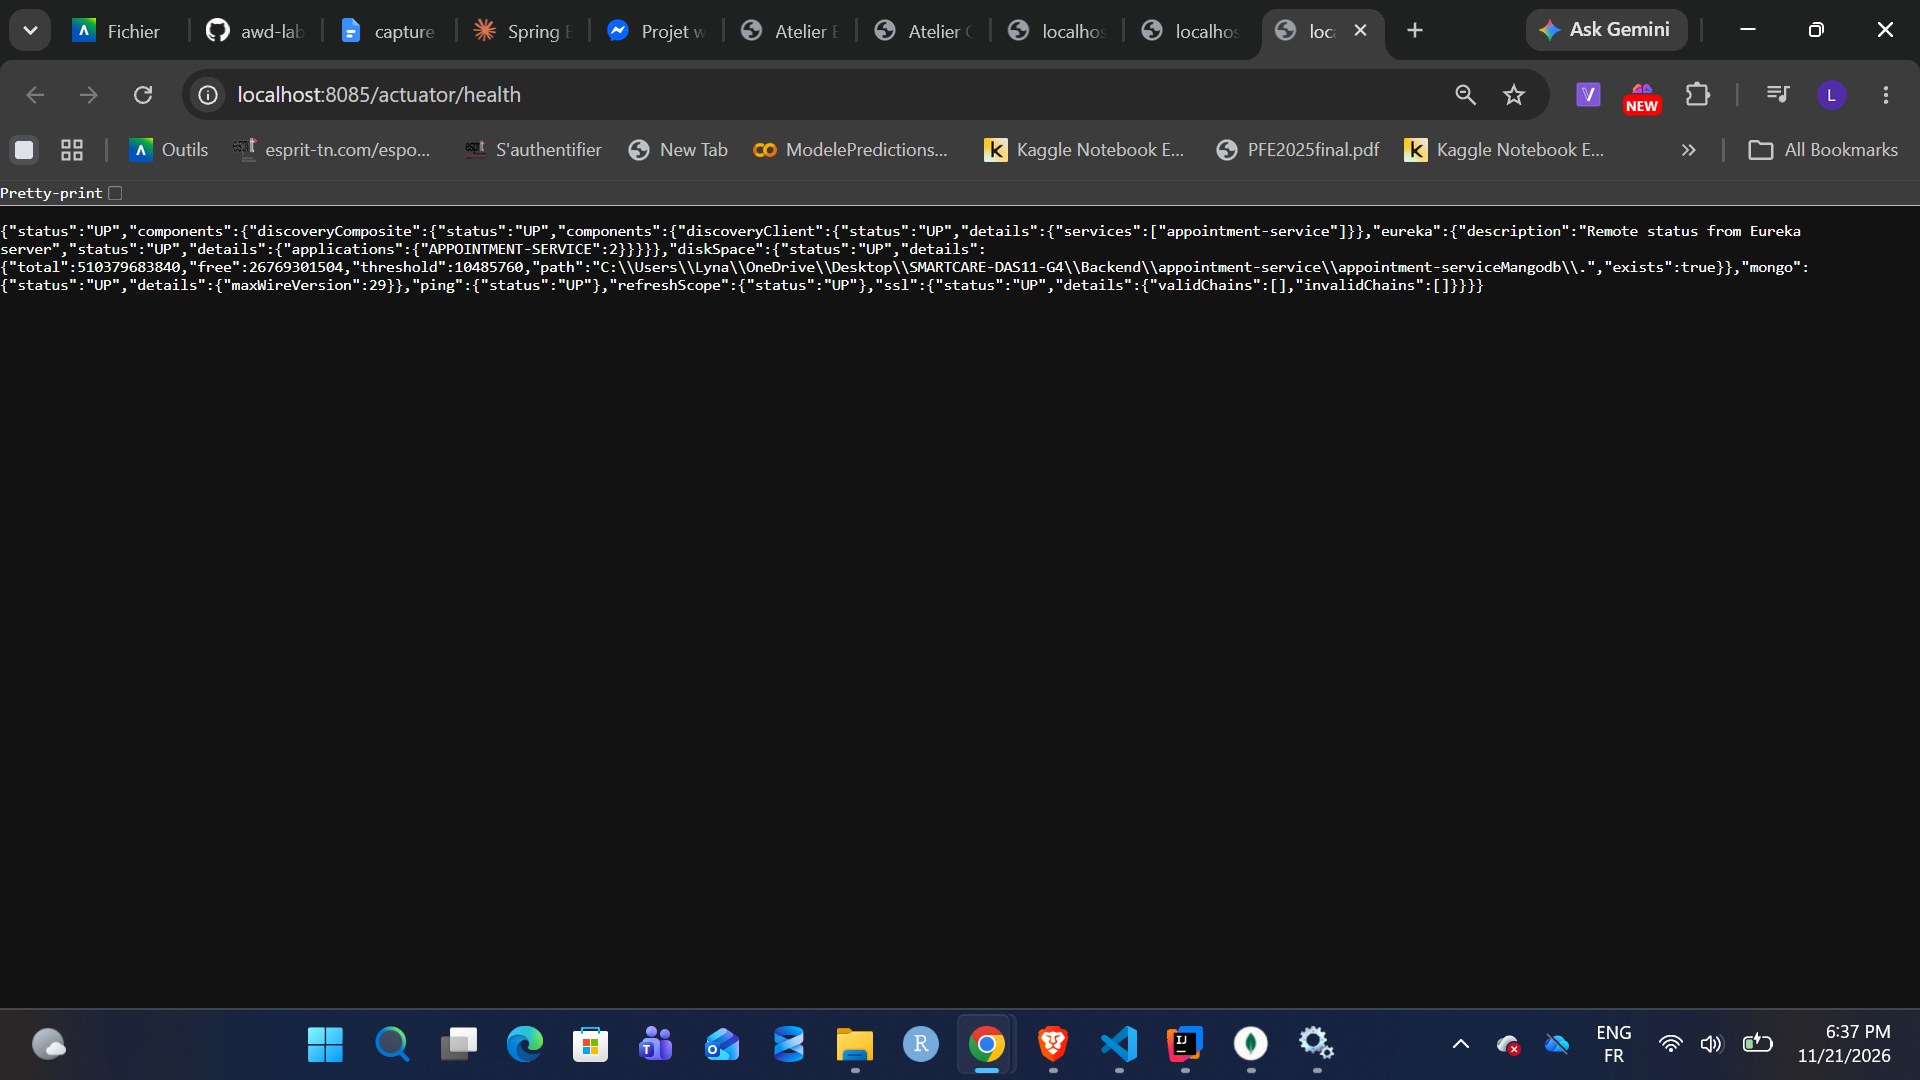 Fichier
awd-lab
capture
Spring
Projet w
Atelier
Atelier
localhos
localhos
loc
Ask Gemini
localhost:8085/actuator/health
NEW
L
Outils
esprit-tn.com/espo...
S'authentifier
New Tab
ModelePredictions...
Kaggle Notebook E...
PFE2025final.pdf
Kaggle Notebook E...
All Bookmarks
Pretty-print
{"status":"UP","components":{"discoveryComposite":{"status":"UP","components":{"discoveryClient":{"status":"UP","details":{"services":["appointment-service"]}},"eureka":{"description":"Remote status from Eureka
server","status":"UP","details":{"applications":{"APPOINTMENT-SERVICE":2}}}}},"diskSpace":{"status":"UP","details":
{"total":510379683840,"free":26769301504,"threshold":10485760,"path":"C:\\Users\\Lyna\\OneDrive\\Desktop\\SMARTCARE-DAS11-G4\\Backend\\appointment-service\\appointment-serviceMangodb\\.","exists":true}},"mongo":
{"status":"UP","details":{"maxWireVersion":29}},"ping":{"status":"UP"},"refreshScope":{"status":"UP"},"ssl":{"status":"UP","details":{"validChains":[],"invalidChains":[]}}}}
ENG
FR
6:37 PM
11/21/2026